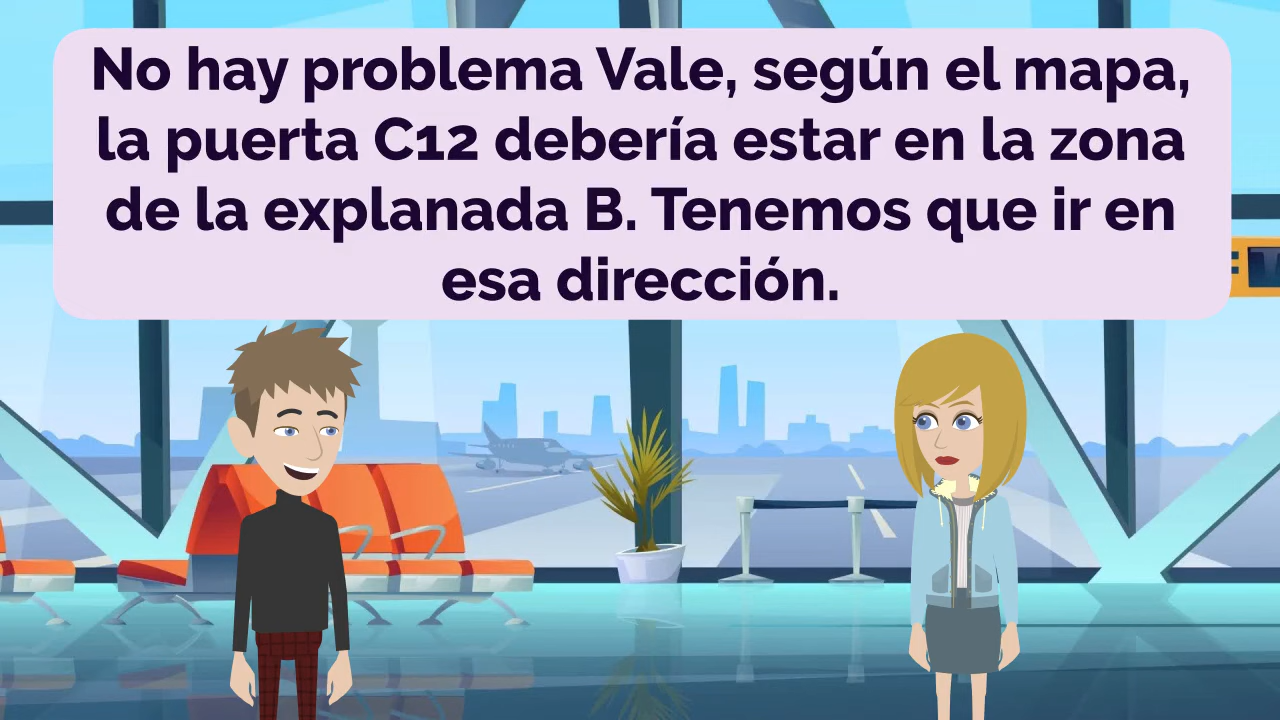 No hay problema Vale, según el mapa,
la puerta C12 debería estar en la zona
de la explanada B. Tenemos que ir en
esa dirección.